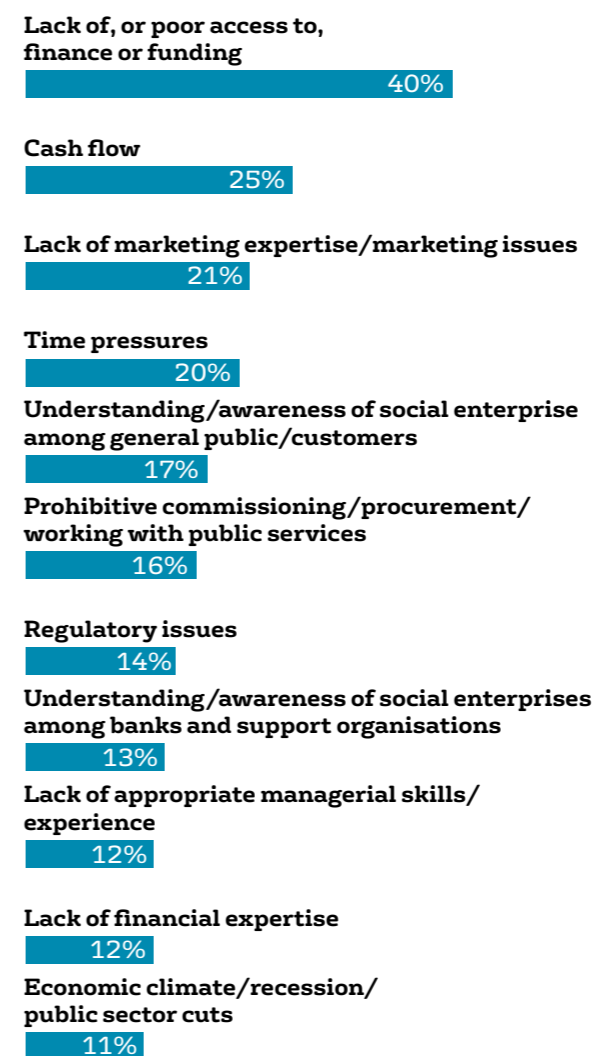 Lack of, or poor access to,
finance or funding
40%
Cash flow
25%
Lack of marketing expertise/marketing issues
21%
Time pressures
20%
Understanding/awareness of social enterprise
among general public/customers
17%
Prohibitive commissioning/procurement/
working with public services
16%
Regulatory issues
14%
Understanding/awareness of social enterprises
among banks and support organisations
13%
Lack of appropriate managerial skills/
experience
12%
Lack of financial expertise
12%
Economic climate/recession/
public sector cuts
11%